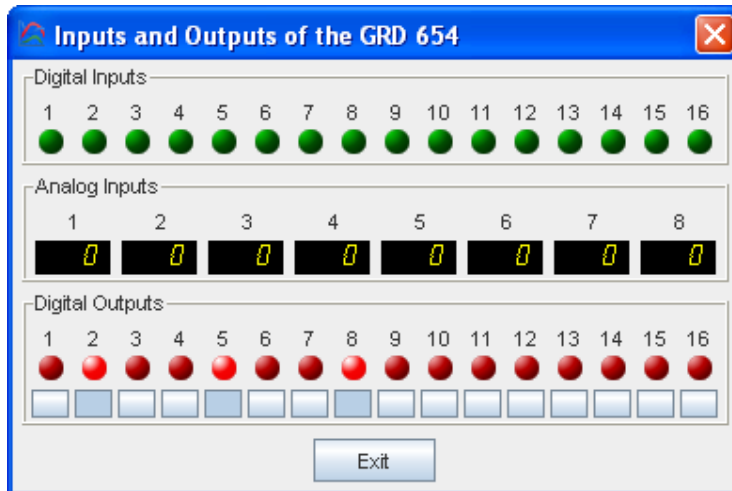 Inputs and Outputs of the GRD 654
Digital Inputs
1 2 3 4 5 6 7 8 9 10 11 12 13 14 15 16
Analog Inputs
1 2 3 4 5 6 7 8
0 0 0 0 0 0 0 0
Digital Outputs
1 2 3 4 5 6 7 8 9 10 11 12 13 14 15 16
Exit